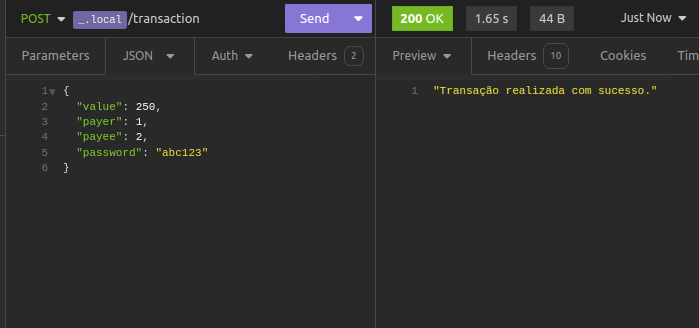 POST _.local/transaction Send
200 OK 1.65 s 44 B Just Now
Parameters JSON Auth Headers 2
Preview Headers 10 Cookies Tim
1 {
2 "value": 250,
3 "payer": 1,
4 "payee": 2,
5 "password": "abc123"
6 }
1 "Transação realizada com sucesso."